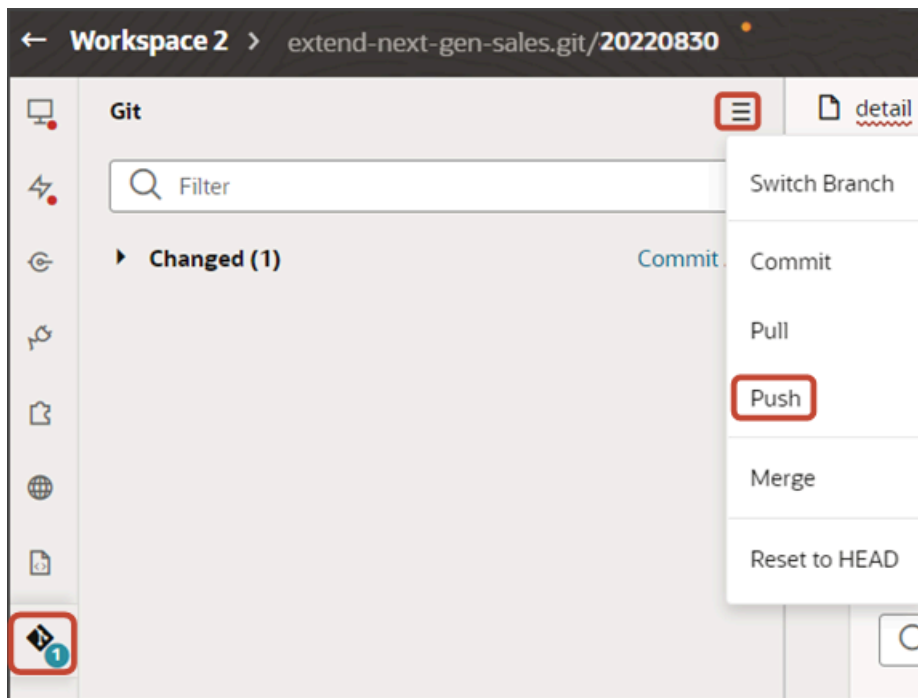 Workspace 2 > extend-next-gen-sales.git/20220830
Git
detail
Filter
Switch Branch
Changed (1)
Commit
Commit
Pull
Push
Merge
Reset to HEAD
1